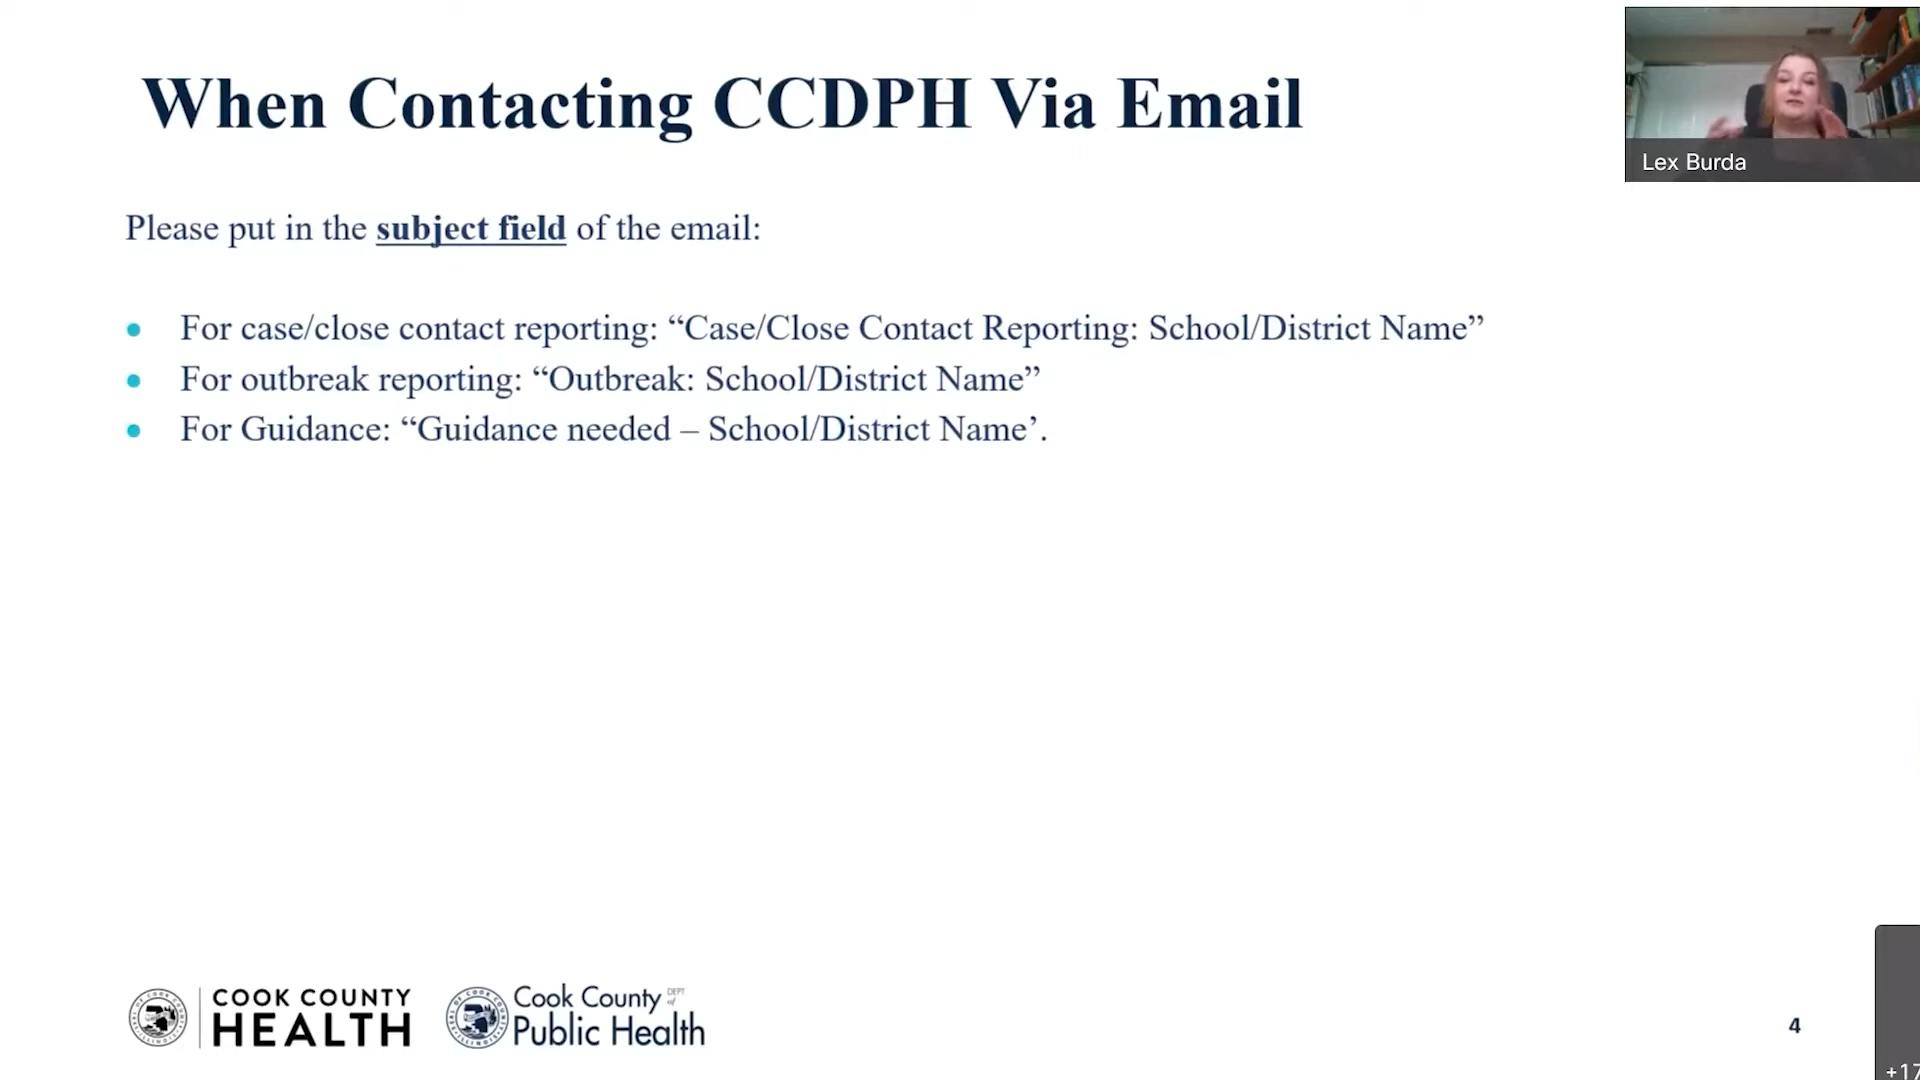 When Contacting CCDPH Via Email
Lex Burda
Please put in the subject field of the email:
For case/close contact reporting: “Case/Close Contact Reporting: School/District Name”
For outbreak reporting: “Outbreak: School/District Name”
For Guidance: “Guidance needed – School/District Name’.
COOK COUNTY
HEALTH
Cook County DEPT of
Public Health
4